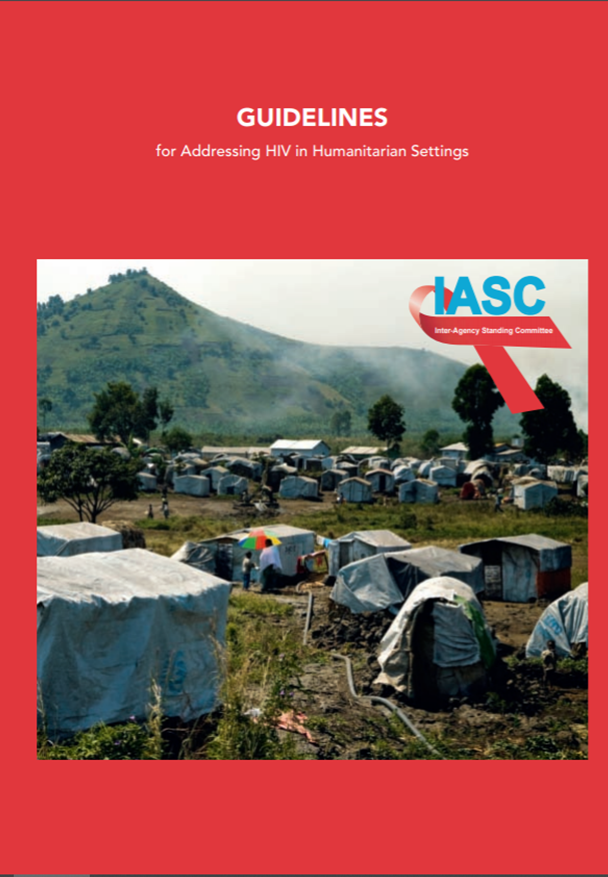 GUIDELINES
for Addressing HIV in Humanitarian Settings
IASC
Inter-Agency Standing Committee